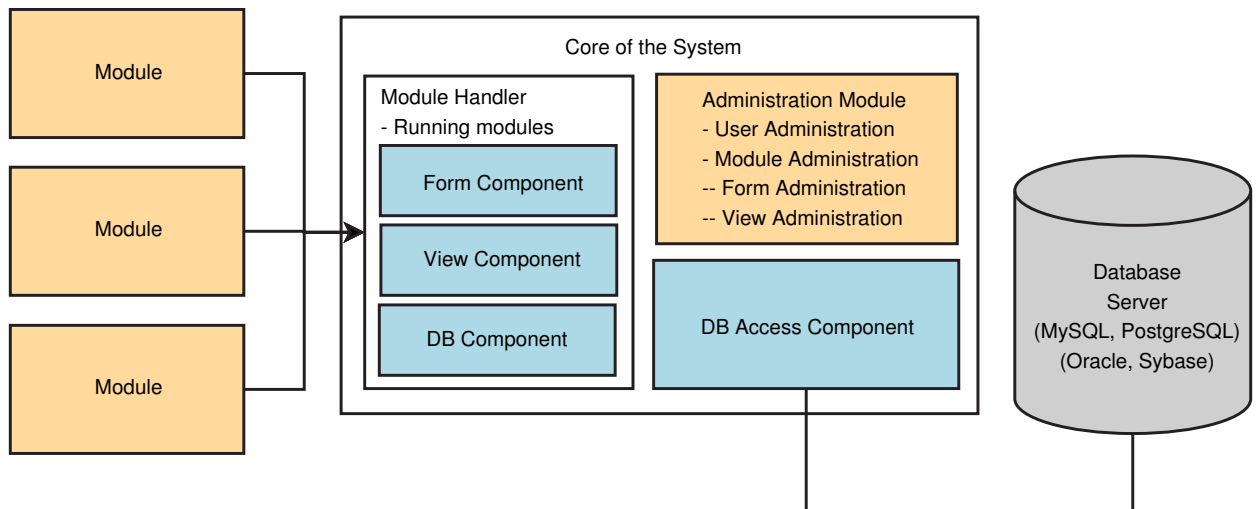 Module
Module
Module
Core of the System
Module Handler
- Running modules
Form Component
View Component
DB Component
Administration Module
- User Administration
- Module Administration
-- Form Administration
-- View Administration
DB Access Component
Database
Server
(MySQL, PostgreSQL)
(Oracle, Sybase)